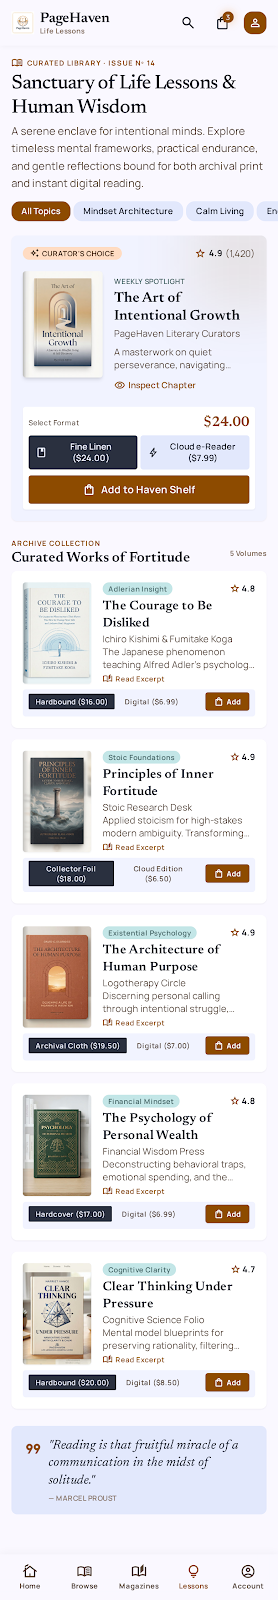 PageHaven
Life Lessons
3
CURATED LIBRARY · ISSUE Nº 14
Sanctuary of Life Lessons &
Human Wisdom
A serene enclave for intentional minds. Explore
timeless mental frameworks, practical endurance,
and gentle reflections bound for both archival print
and instant digital reading.
All Topics
Mindset Architecture
Calm Living
En
CURATOR'S CHOICE
4.9 (1,420)
The Art of
Intentional
Growth
WEEKLY SPOTLIGHT
The Art of
Intentional Growth
PageHaven Literary Curators
A masterwork on quiet
perseverance, navigating...
Inspect Chapter
Select Format
$24.00
Fine Linen
($24.00)
Cloud e-Reader
($7.99)
Add to Haven Shelf
ARCHIVE COLLECTION
Curated Works of Fortitude
5 Volumes
THE
COURAGE TO BE
DISLIKED
ICHIRO KISHIMI &
FUMITAKE KOGA
Adlerian Insight
4.8
The Courage to Be
Disliked
Ichiro Kishimi & Fumitake Koga
The Japanese phenomenon
teaching Alfred Adler's psycholog...
Read Excerpt
Hardbound ($16.00)
Digital ($6.99)
Add
PRINCIPLES
OF INNER
FORTITUDE
Stoic Foundations
4.9
Principles of Inner
Fortitude
Stoic Research Desk
Applied stoicism for high-stakes
modern ambiguity. Transforming...
Read Excerpt
Collector Foil
($18.00)
Cloud Edition
($6.50)
Add
THE ARCHITECTURE
OF HUMAN PURPOSE
Existential Psychology
4.9
The Architecture of
Human Purpose
Logotherapy Circle
Discerning personal calling
through intentional struggle,...
Read Excerpt
Archival Cloth ($19.50)
Digital ($7.00)
Add
THE
PSYCHOLOGY
Financial Mindset
4.8
The Psychology of
Personal Wealth
Financial Wisdom Press
Deconstructing behavioral traps,
emotional spending, and the...
Read Excerpt
Hardcover ($17.00)
Digital ($6.99)
Add
CLEAR
THINKING
UNDER PRESSURE
Cognitive Clarity
4.7
Clear Thinking Under
Pressure
Cognitive Science Folio
Mental model blueprints for
preserving rationality, filtering...
Read Excerpt
Hardbound ($20.00)
Digital ($8.50)
Add
"Reading is that fruitful miracle of a
communication in the midst of
solitude."
— MARCEL PROUST
Home
Browse
Magazines
Lessons
Account